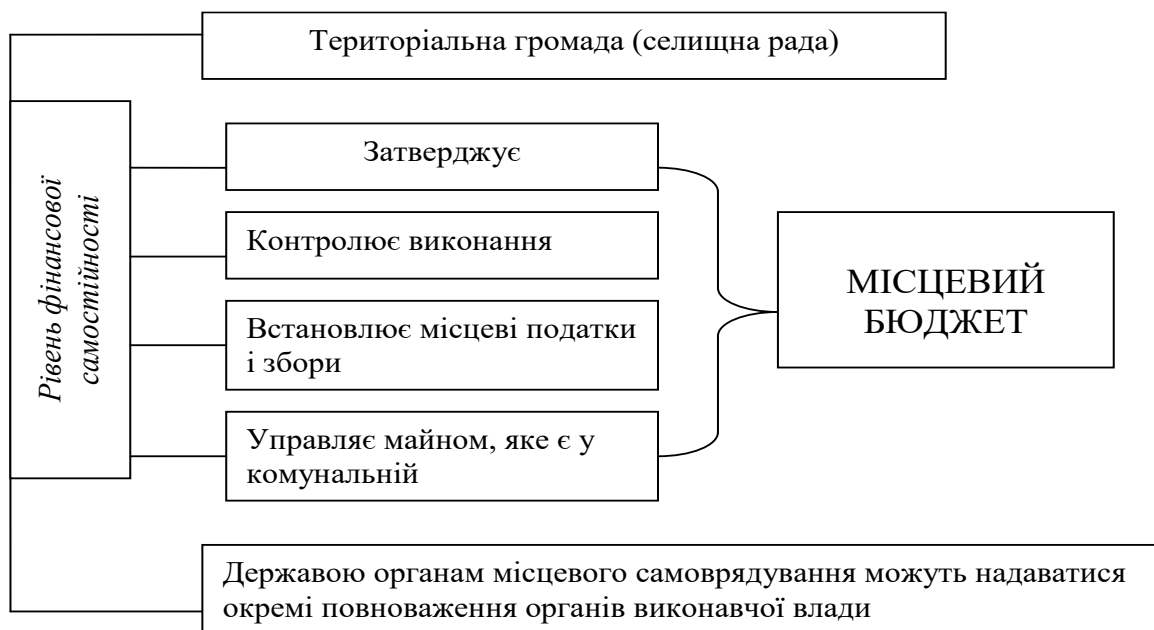 Територіальна громада (селищна рада)
Рівень фінансової
самостійності
Затверджує
Контролює виконання
Встановлює місцеві податки
і збори
Управляє майном, яке є у
комунальній
МІСЦЕВИЙ
БЮДЖЕТ
Державою органам місцевого самоврядування можуть надаватися
окремі повноваження органів виконавчої влади